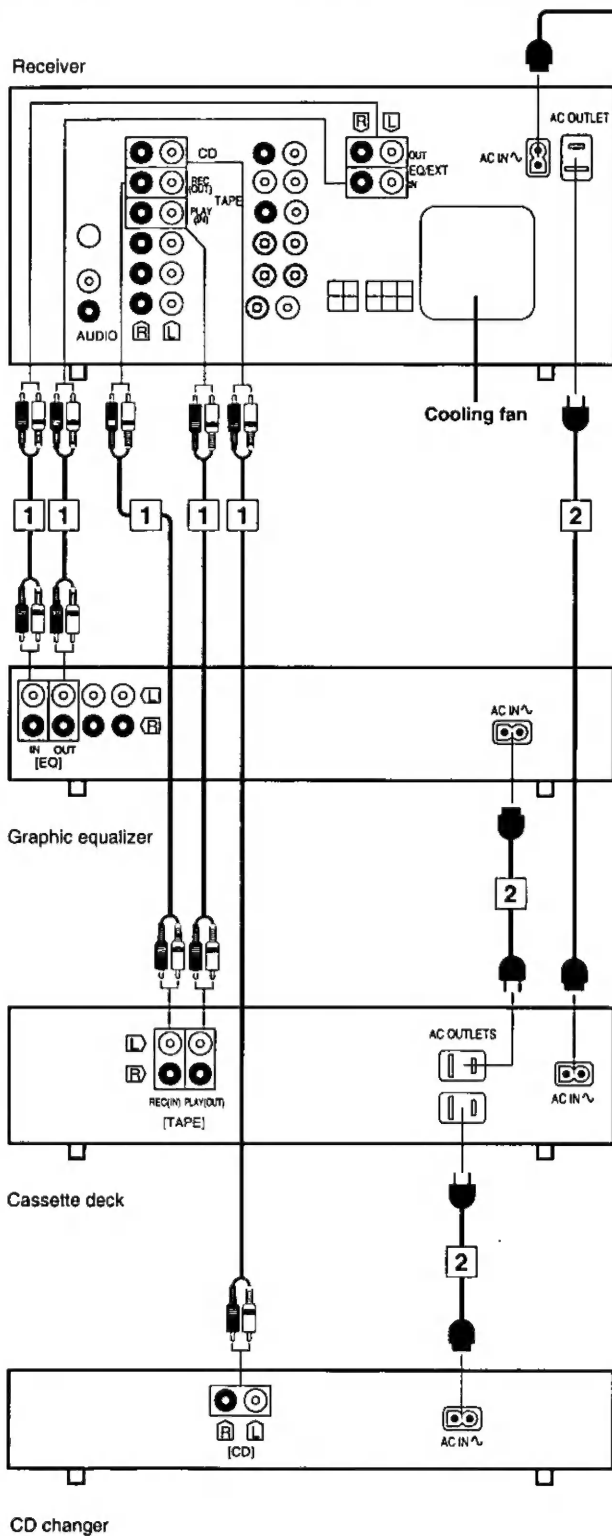 Receiver
R L
AC OUTLET
CD
OUT
AC IN
REC (OUT)
EQ/EXT
TAPE
IN
PLAY (IN)
AUDIO
R L
Cooling fan
1 1 1 1 1 2
L
AC IN
R
IN OUT
[EQ]
Graphic equalizer
2
L
AC OUTLETS
R
REC(IN) PLAY(OUT)
AC IN
[TAPE]
Cassette deck
2
R L
[CD]
AC IN
CD changer